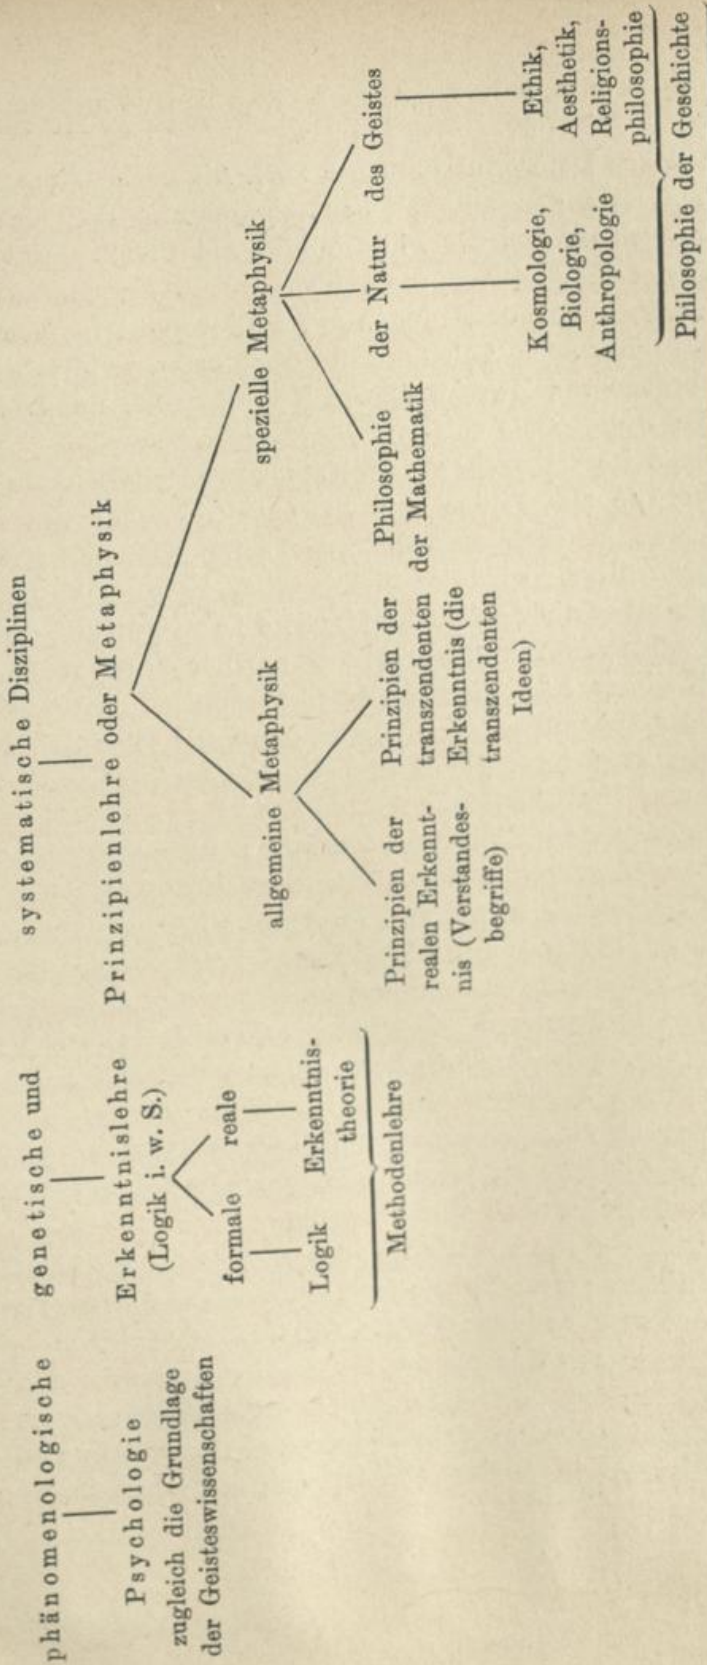 phänomenologische genetische und systematische Disziplinen
Psychologie
zugleich die Grundlage
der Geisteswissenschaften
Erkenntnislehre
(Logik i. w. S.)
formale reale
Logik Erkenntnis-
theorie
Methodenlehre
Prinzipienlehre oder Metaphysik
allgemeine Metaphysik spezielle Metaphysik
Prinzipien der
realen Erkennt-
nis (Verstandes-
begriffe)
Prinzipien der
transzendenten
Erkenntnis (die
transzendenten
Ideen)
Philosophie
der Mathematik
der Natur des Geistes
Kosmologie,
Biologie,
Anthropologie
Ethik,
Aesthetik,
Religions-
philosophie
Philosophie der Geschichte